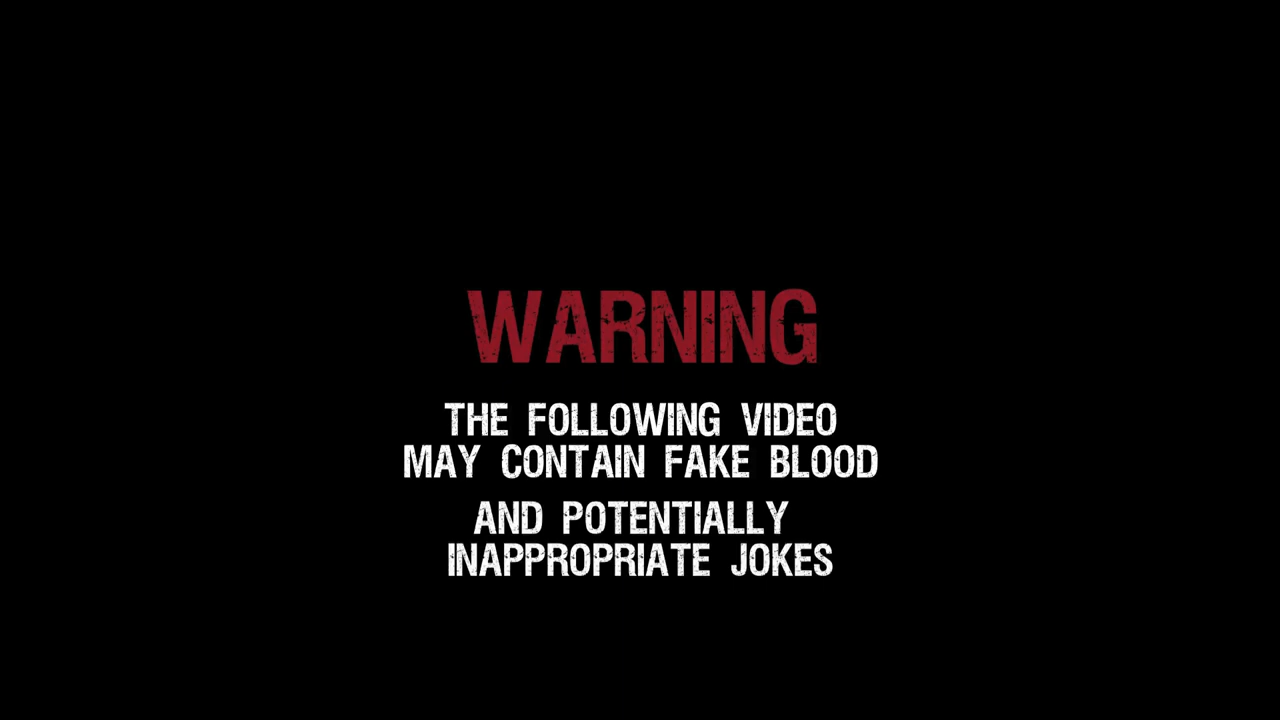 WARNING
THE FOLLOWING VIDEO
MAY CONTAIN FAKE BLOOD
AND POTENTIALLY
INAPPROPRIATE JOKES